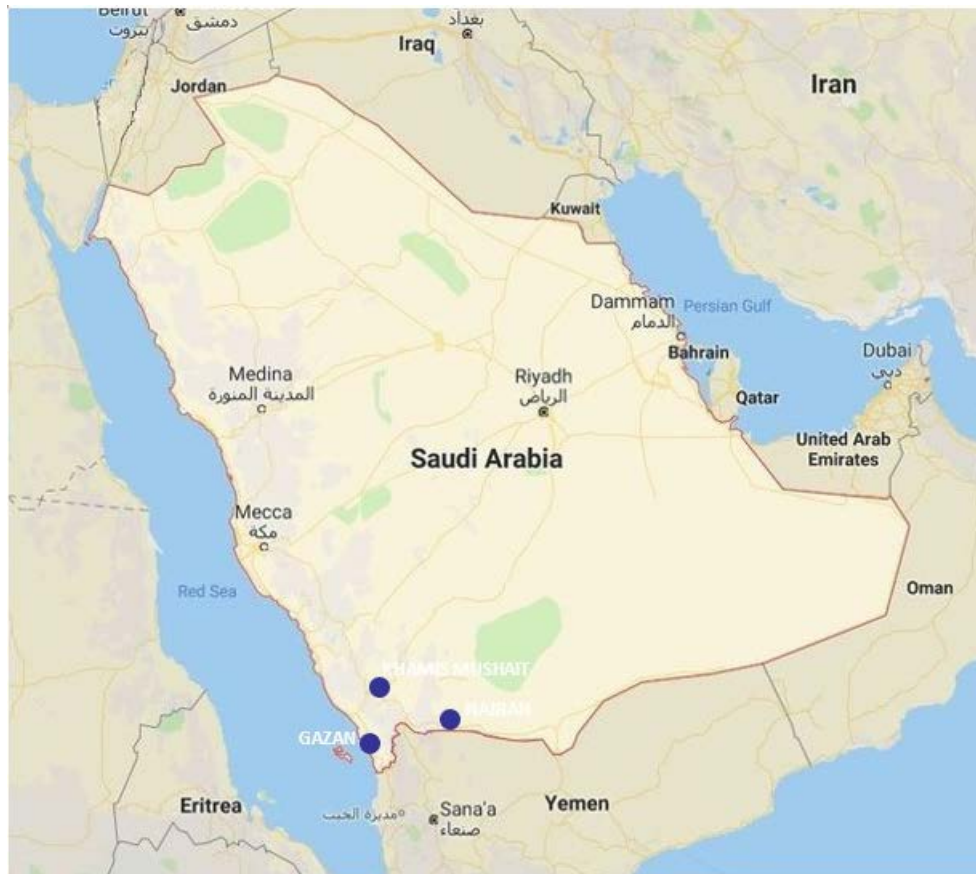 Beirut
بيروت
دمشق
بغداد
Iraq
Jordan
Iran
Kuwait
Dammam
الدمام
Persian Gulf
Bahrain
Dubai
دبي
Medina
المدينة المنورة
Riyadh
الرياض
Qatar
United Arab
Emirates
Saudi Arabia
Mecca
مكة
Red Sea
Oman
KHAMIS MUSHAIT
NAJRAN
GAZAN
Eritrea
مديرية الخبت
Sana'a
صنعاء
Yemen